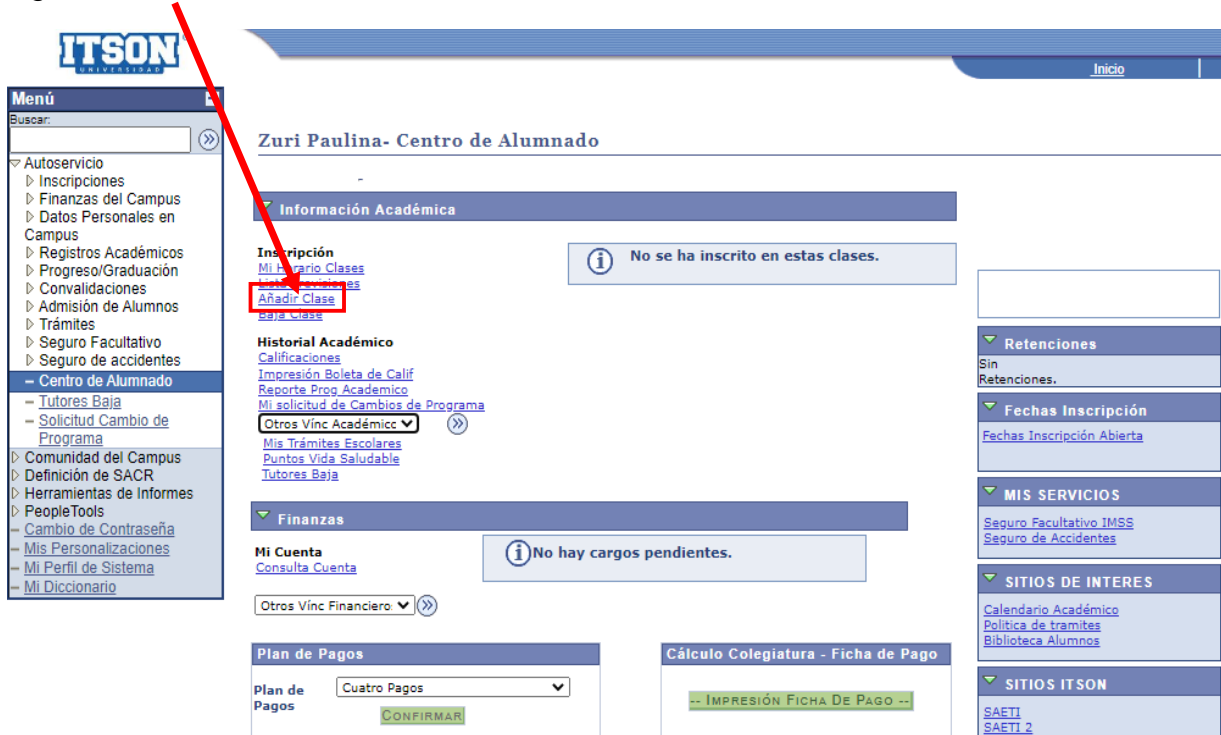 ITSON
UNIVERSIDAD
Inicio
Menú
Buscar:
Autoservicio
Inscripciones
Finanzas del Campus
Datos Personales en
Campus
Registros Académicos
Progreso/Graduación
Convalidaciones
Admisión de Alumnos
Trámites
Seguro Facultativo
Seguro de accidentes
Centro de Alumnado
Tutores Baja
Solicitud Cambio de
Programa
Comunidad del Campus
Definición de SACR
Herramientas de Informes
PeopleTools
Cambio de Contraseña
Mis Personalizaciones
Mi Perfil de Sistema
Mi Diccionario
Zuri Paulina- Centro de Alumnado
-
Información Académica
Inscripción
Mi Horario Clases
Lista Previsiones
Añadir Clase
Baja Clase
No se ha inscrito en estas clases.
Historial Académico
Calificaciones
Impresión Boleta de Calif
Reporte Prog Academico
Mi solicitud de Cambios de Programa
Otros Vínc Académicc
Mis Trámites Escolares
Puntos Vida Saludable
Tutores Baja
Finanzas
Mi Cuenta
Consulta Cuenta
No hay cargos pendientes.
Otros Vínc Financiero
Plan de Pagos
Plan de
Pagos
Cuatro Pagos
CONFIRMAR
Cálculo Colegiatura - Ficha de Pago
-- IMPRESIÓN FICHA DE PAGO --
Retenciones
Sin
Retenciones.
Fechas Inscripción
Fechas Inscripción Abierta
MIS SERVICIOS
Seguro Facultativo IMSS
Seguro de Accidentes
SITIOS DE INTERES
Calendario Académico
Politica de tramites
Biblioteca Alumnos
SITIOS ITSON
SAETI
SAETI 2